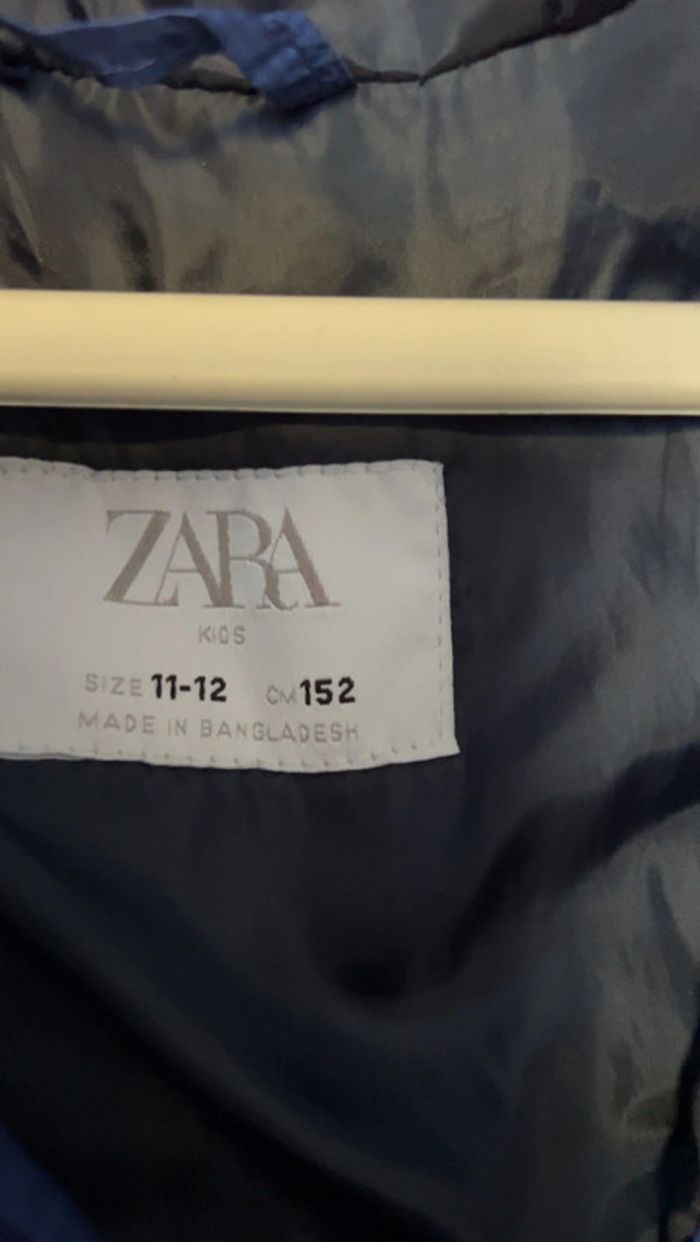 ZARA
KIDS
SIZE 11-12 CM 152
MADE IN BANGLADESH